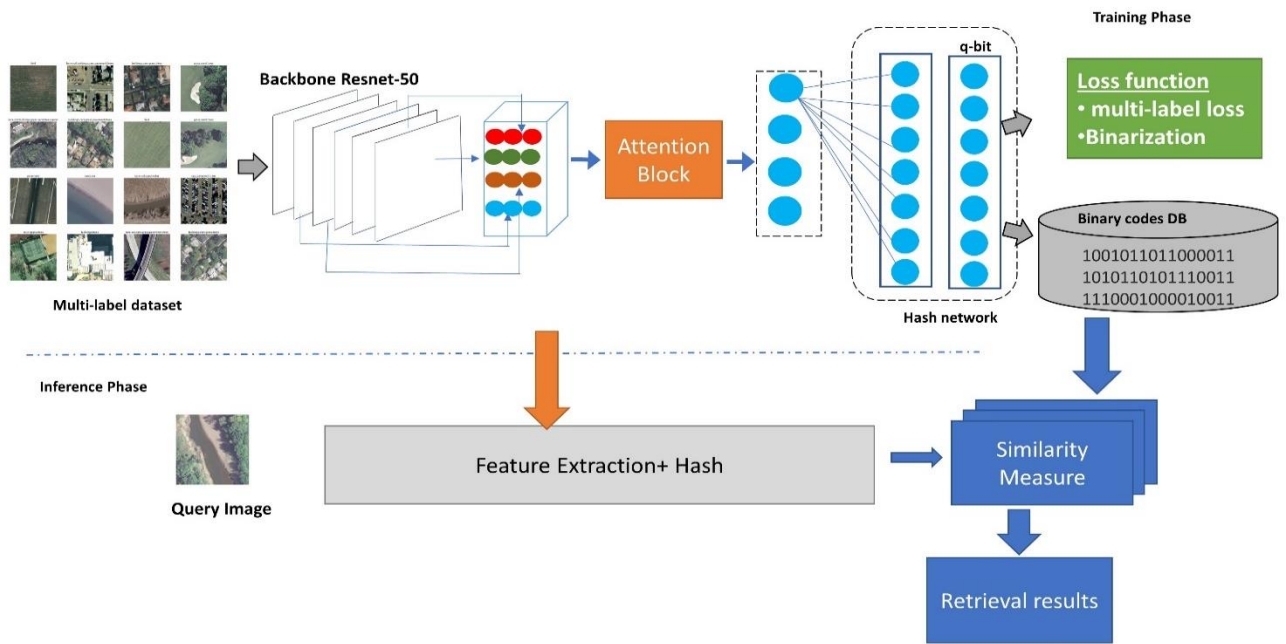 Training Phase
Backbone Resnet-50
q-bit
Loss function
• multi-label loss
•Binarization
Attention
Block
Binary codes DB
1001011011000011
1010110101110011
1110001000010011
Multi-label dataset
Hash network
Inference Phase
Feature Extraction+ Hash
Similarity
Measure
Query Image
Retrieval results